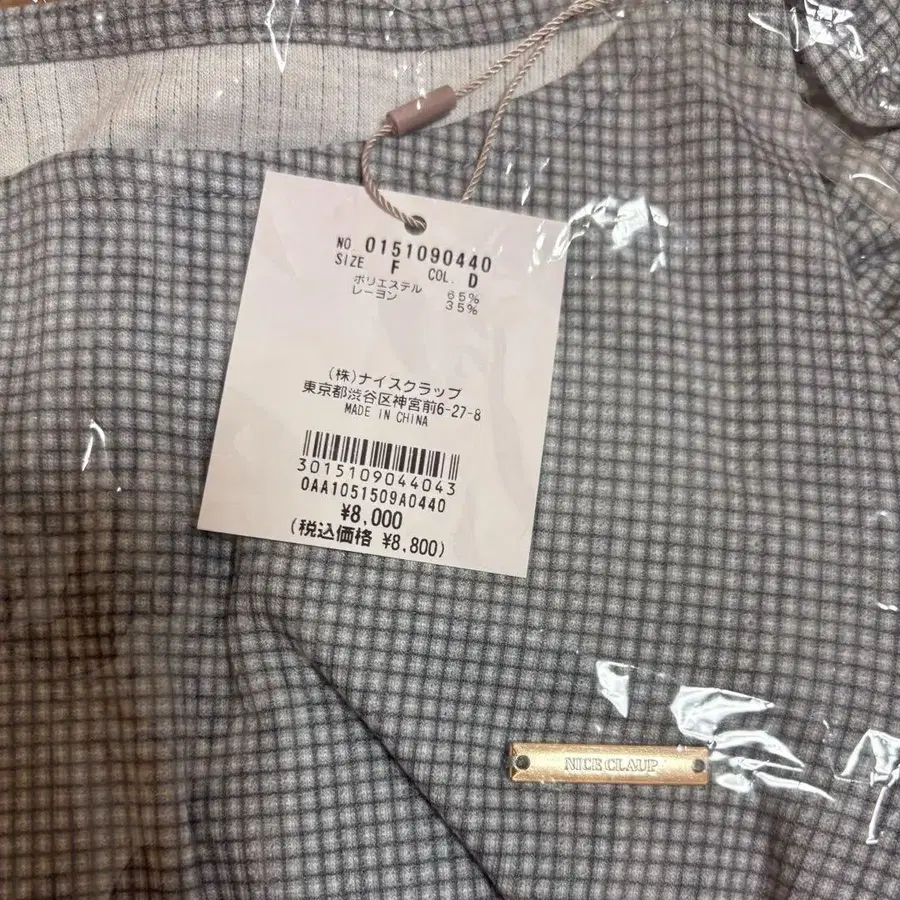 NO. 0151090440
SIZE F COL. D
ポリエステル 65%
レーヨン 35%
(株)ナイスクラップ
東京都渋谷区神宮前6-27-8
MADE IN CHINA
3015109044043
0AA1051509A0440
¥8,000
(税込価格 ¥8,800)
NICE CLAUP